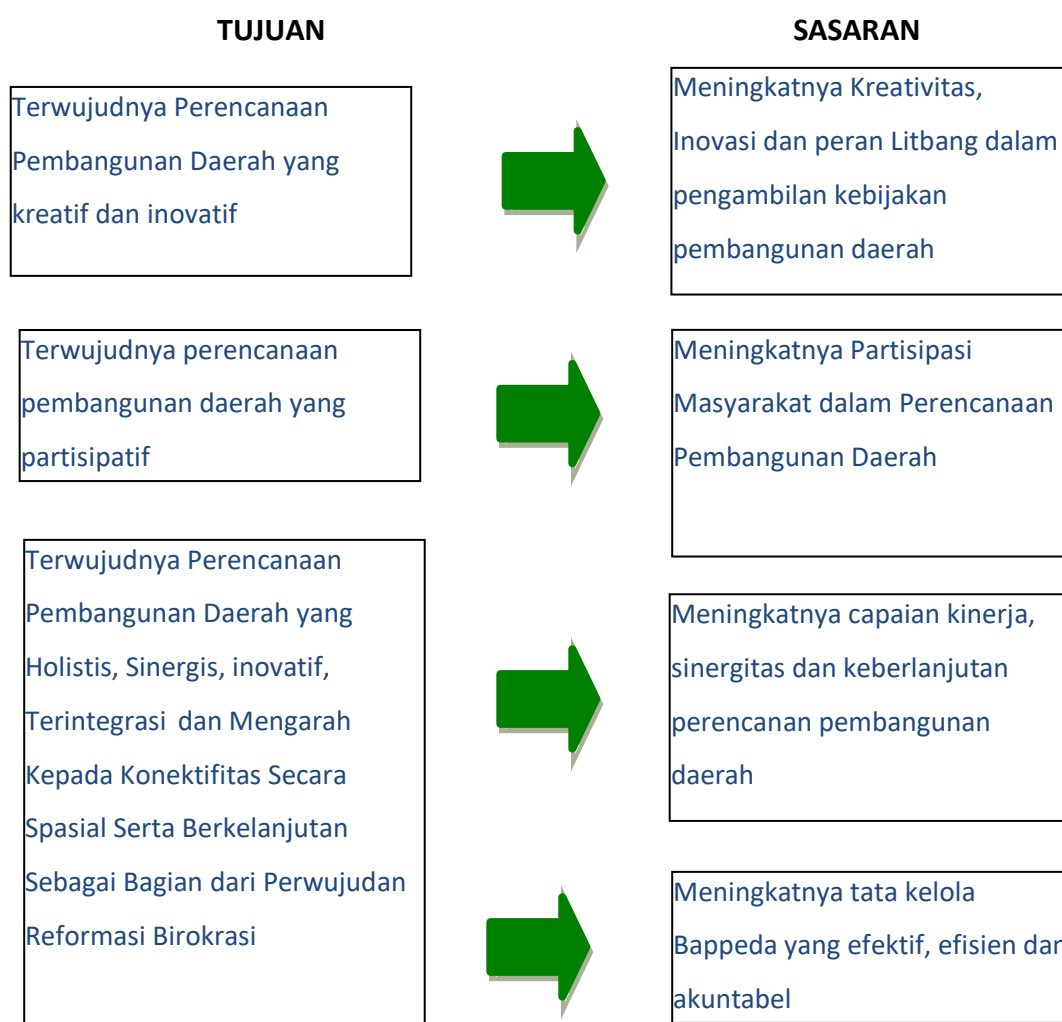 TUJUAN
SASARAN
Terwujudnya Perencanaan
Pembangunan Daerah yang
kreatif dan inovatif
Meningkatnya Kreativitas,
Inovasi dan peran Litbang dalam
pengambilan kebijakan
pembangunan daerah
Terwujudnya perencanaan
pembangunan daerah yang
partisipatif
Meningkatnya Partisipasi
Masyarakat dalam Perencanaan
Pembangunan Daerah
Terwujudnya Perencanaan
Pembangunan Daerah yang
Holistis, Sinergis, inovatif,
Terintegrasi dan Mengarah
Kepada Konektifitas Secara
Spasial Serta Berkelanjutan
Sebagai Bagian dari Perwujudan
Reformasi Birokrasi
Meningkatnya capaian kinerja,
sinergitas dan keberlanjutan
perencanan pembangunan
daerah
Meningkatnya tata kelola
Bappeda yang efektif, efisien dan
akuntabel